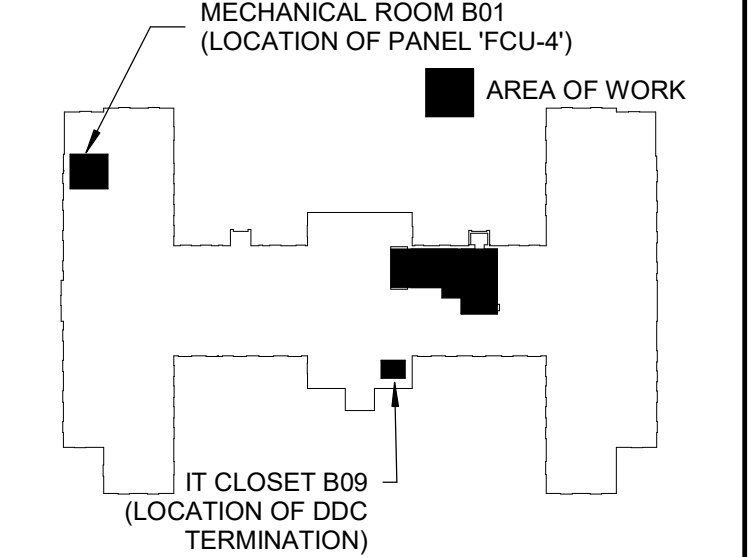 MECHANICAL ROOM B01
(LOCATION OF PANEL 'FCU-4')
AREA OF WORK
IT CLOSET B09
(LOCATION OF DDC
TERMINATION)